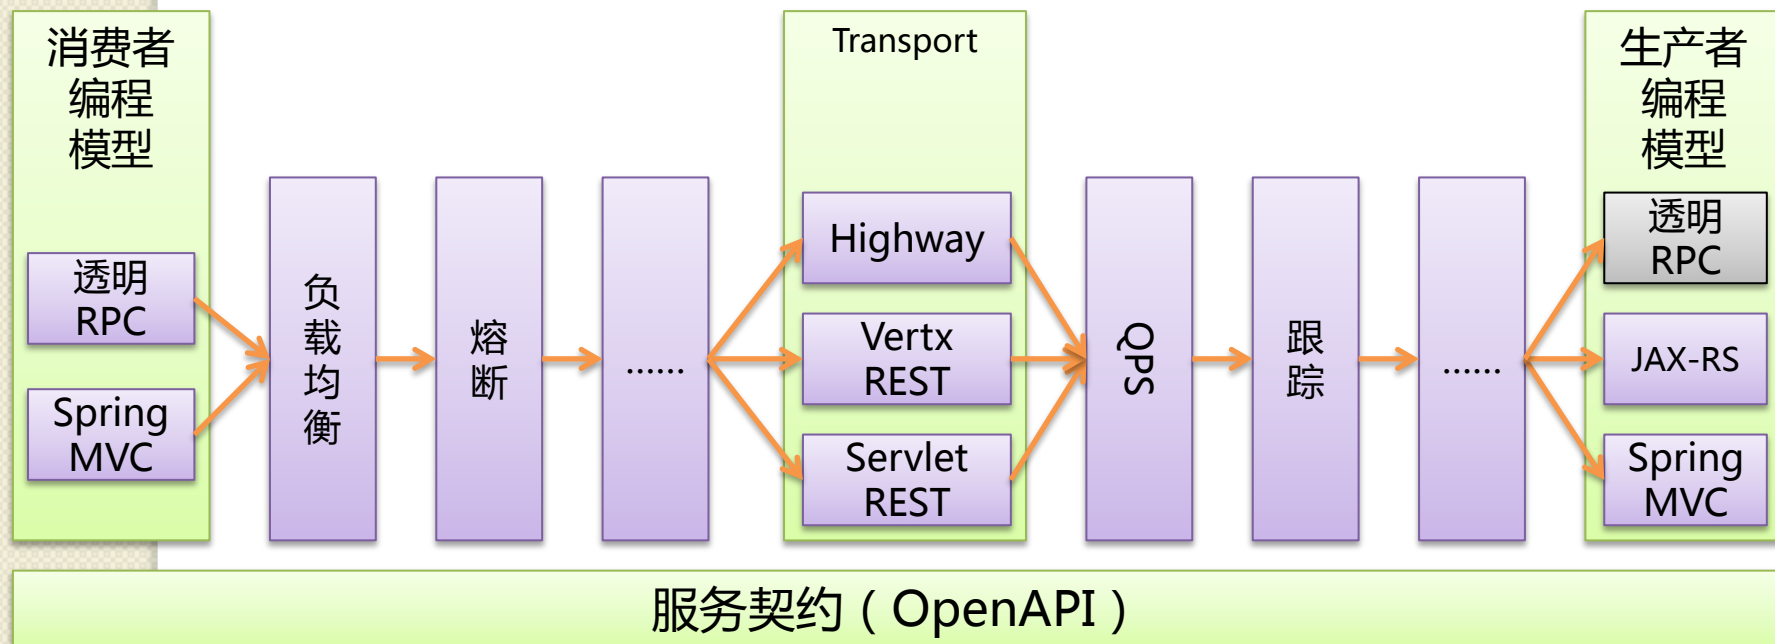 消费者
编程
模型
透明
RPC
Spring
MVC
负
载
均
衡
熔
断
......
Transport
Highway
Vertx
REST
Servlet
REST
QPS
跟
踪
......
生产者
编程
模型
透明
RPC
JAX-RS
Spring
MVC
服务契约（OpenAPI）